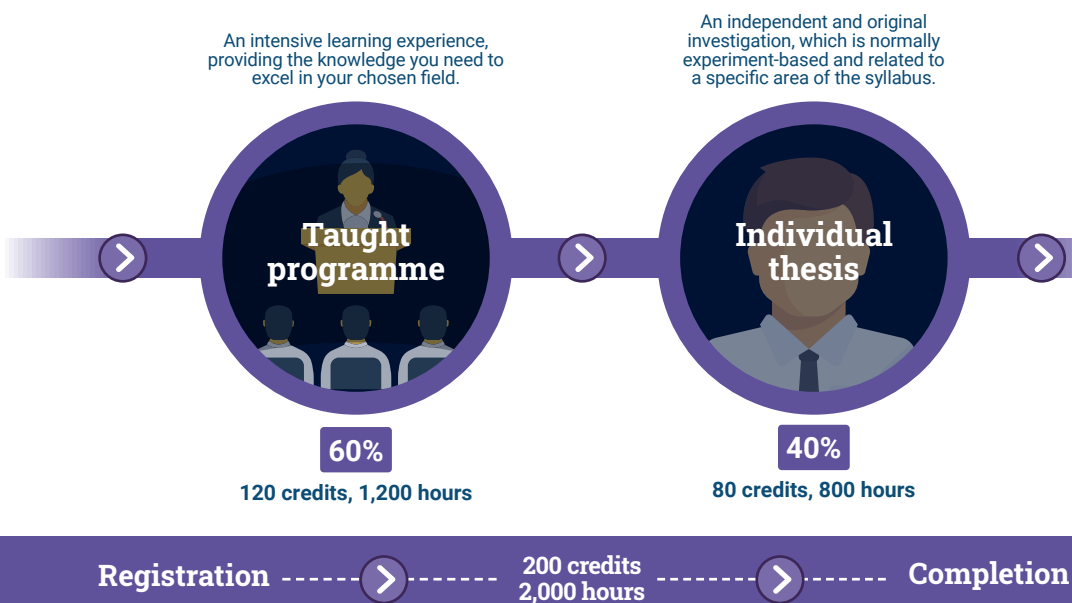 An intensive learning experience,
providing the knowledge you need to
excel in your chosen field.
An independent and original
investigation, which is normally
experiment-based and related to
a specific area of the syllabus.
Taught
programme
Individual
thesis
60%
120 credits, 1,200 hours
40%
80 credits, 800 hours
Registration
200 credits
2,000 hours
Completion